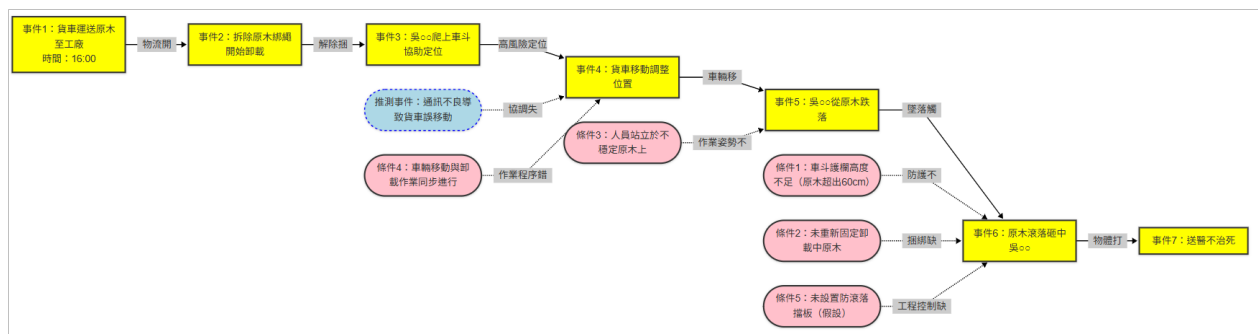 事件1：貨車運送原木
至工廠
時間：16:00
物流開
事件2：拆除原木綁繩
開始卸載
解除捆
事件3：吳○○爬上車斗
協助定位
高風險定位
推測事件：通訊不良導
致貨車誤移動
協調失
條件4：車輛移動與卸
載作業同步進行
作業程序錯
事件4：貨車移動調整
位置
車輛移
條件3：人員站立於不
穩定原木上
作業姿勢不
事件5：吳○○從原木跌
落
墜落觸
條件1：車斗護欄高度
不足（原木超出60cm）
防護不
條件2：未重新固定卸
載中原木
捆綁缺
條件5：未設置防滾落
擋板（假設）
工程控制缺
事件6：原木滾落砸中
吳○○
物體打
事件7：送醫不治死